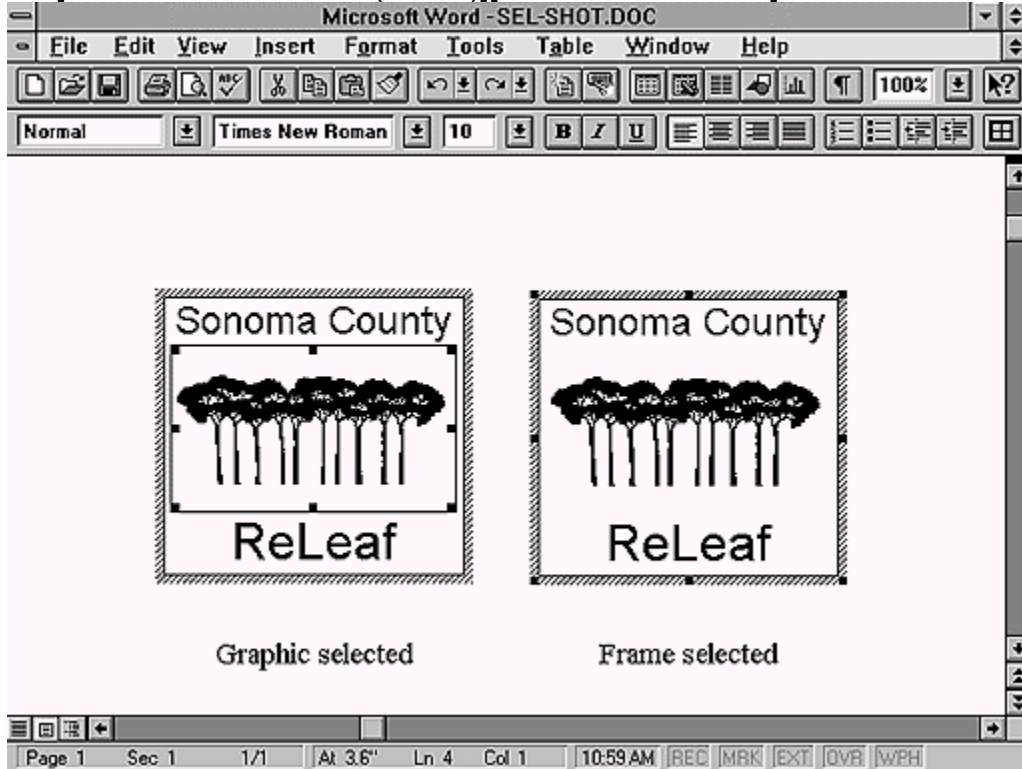 Microsoft Word - SEL-SHOT.DOC
File Edit View Insert Format Tools Table Window Help
ABC 100% ?
Normal Times New Roman 10 B I U
Sonoma County Sonoma County
ReLeaf ReLeaf
Graphic selected Frame selected
Page 1 Sec 1 1/1 At 3.6" Ln 4 Col 1 10:59 AM REC MRK EXT OVR WPH